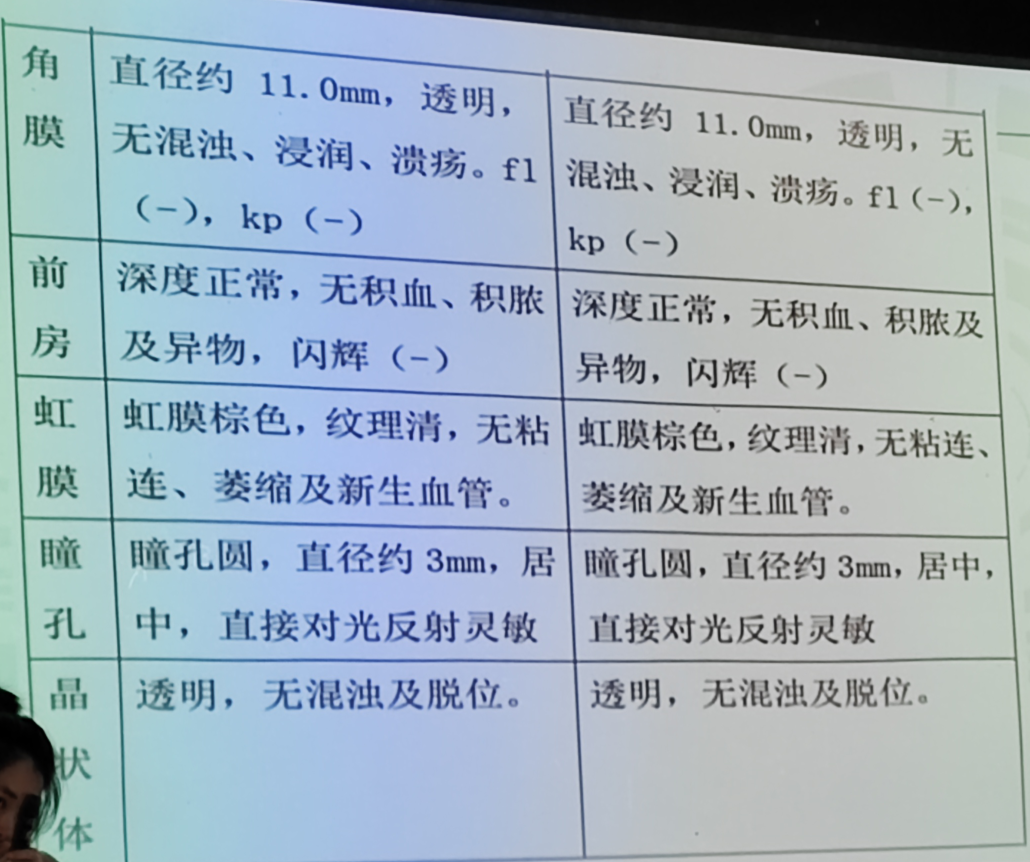 角膜
直径约 11.0mm，透明，
无混浊、浸润、溃疡。fl
（-），kp（-）
直径约 11.0mm，透明，无
混浊、浸润、溃疡。fl（-），
kp（-）
前房
深度正常，无积血、积脓
及异物，闪辉（-）
深度正常，无积血、积脓及
异物，闪辉（-）
虹膜
虹膜棕色，纹理清，无粘
连、萎缩及新生血管。
虹膜棕色，纹理清，无粘连、
萎缩及新生血管。
瞳孔
瞳孔圆，直径约 3mm，居
中，直接对光反射灵敏
瞳孔圆，直径约 3mm，居中，
直接对光反射灵敏
晶状体
透明，无混浊及脱位。
透明，无混浊及脱位。